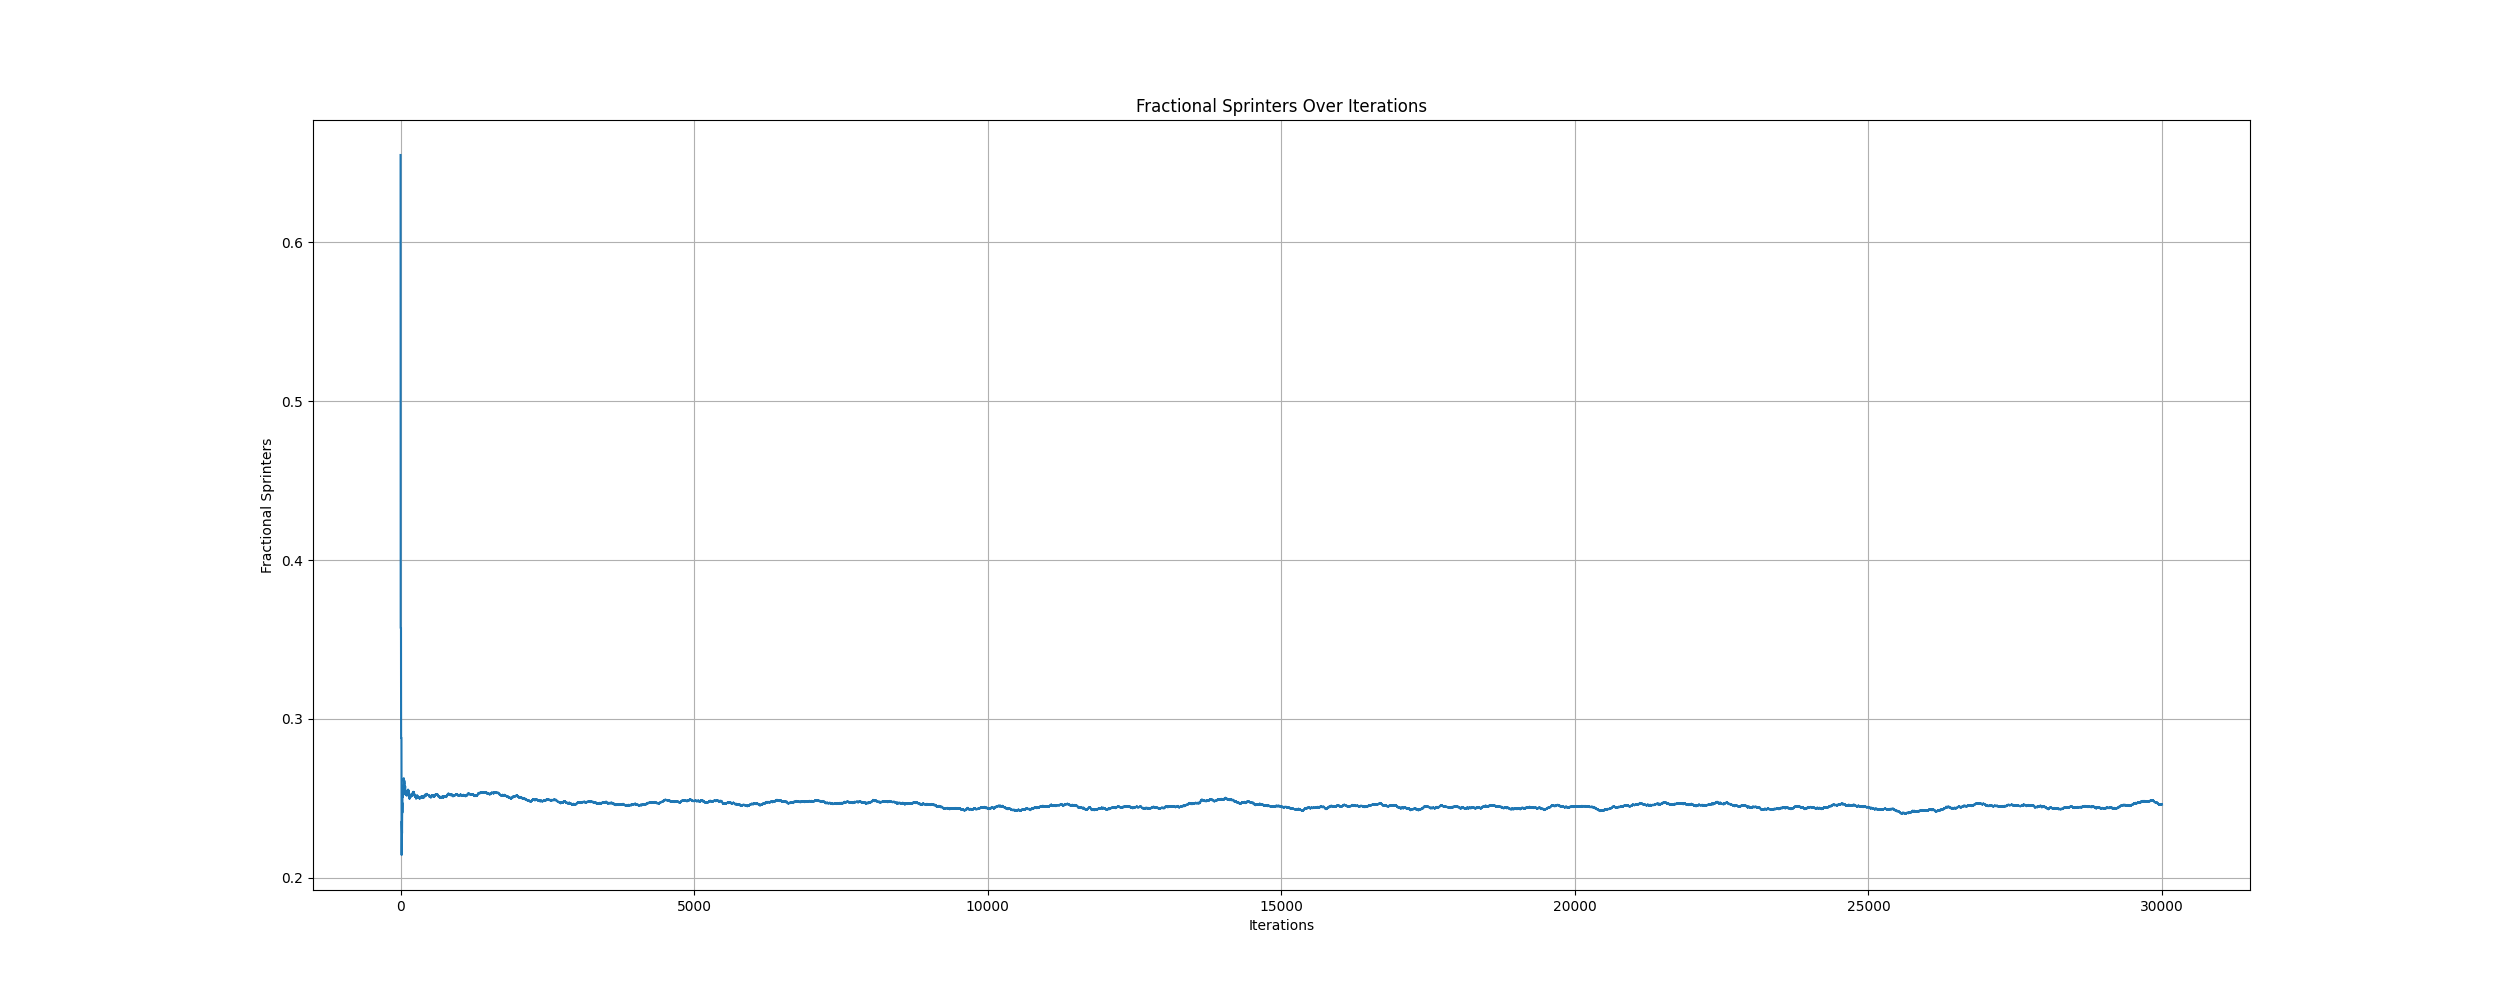 Fractional Sprinters Over Iterations
Fractional Sprinters
0.6
0.5
0.4
0.3
0.2
0 5000 10000 15000 20000 25000 30000
Iterations